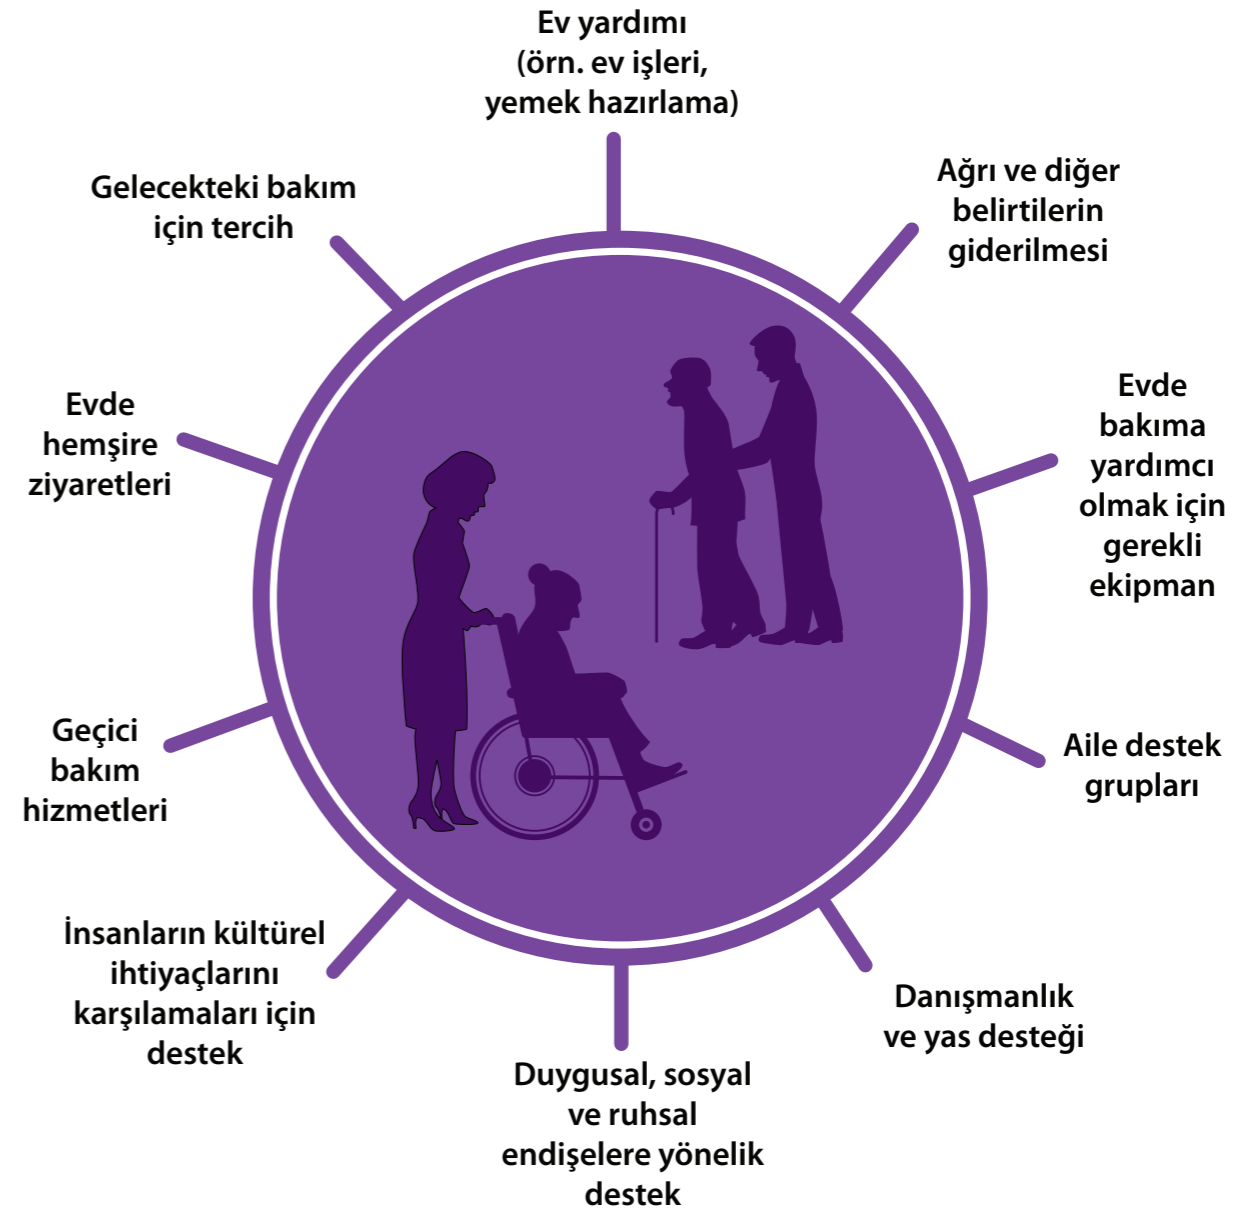 Ev yardımı
(örn. ev işleri,
yemek hazırlama)
Ağrı ve diğer
belirtilerin
giderilmesi
Evde
bakıma
yardımcı
olmak için
gerekli
ekipman
Aile destek
grupları
Danışmanlık
ve yas desteği
Duygusal, sosyal
ve ruhsal
endişelere yönelik
destek
İnsanların kültürel
ihtiyaçlarını
karşılamaları için
destek
Geçici
bakım
hizmetleri
Evde
hemşire
ziyaretleri
Gelecekteki bakım
için tercih